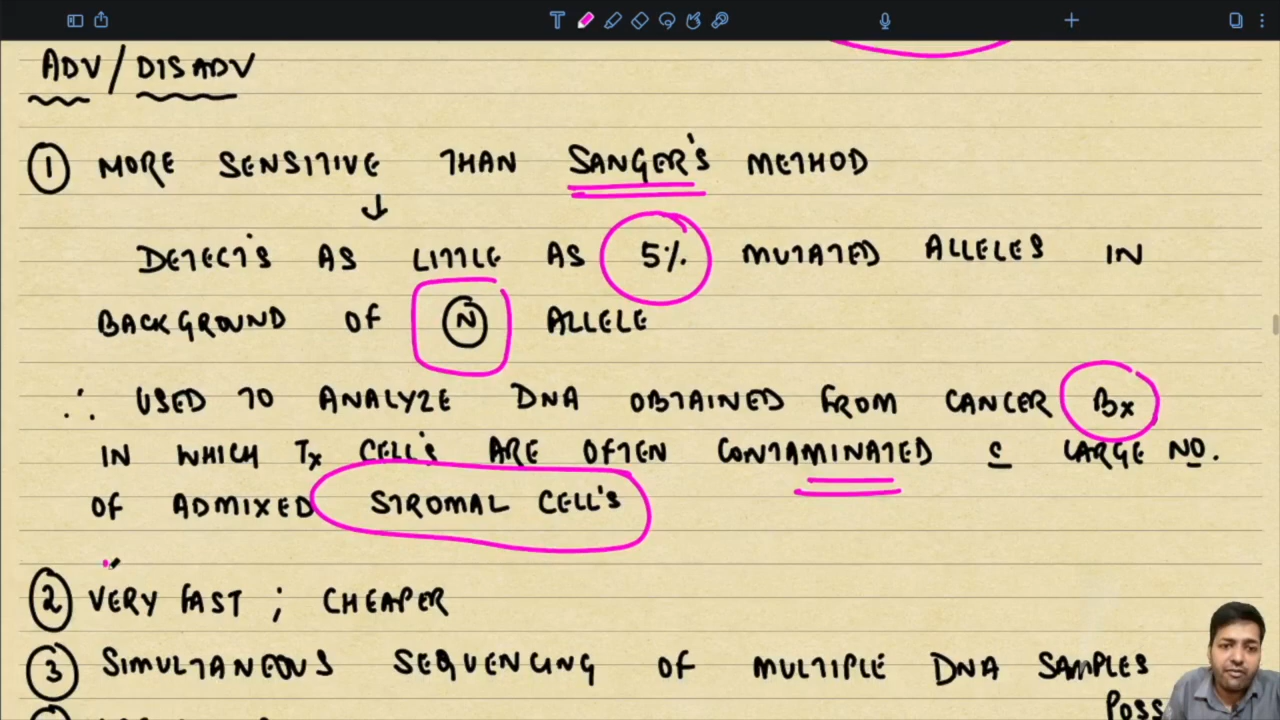 ADV / DISADV
① MORE SENSITIVE THAN SANGER'S METHOD
↓
DETECT'S AS LITTLE AS 5% MUTATED ALLELES IN
BACKGROUND OF Ⓝ ALLELE
∴ USED TO ANALYZE DNA OBTAINED FROM CANCER Bx
IN WHICH Tx CELL'S ARE OFTEN CONTAMINATED c̲ LARGE NO.
OF ADMIXED STROMAL CELL'S
② VERY FAST ; CHEAPER
③ SIMULTANEOUS SEQUENCING OF MULTIPLE DNA SAMPLES
POSS